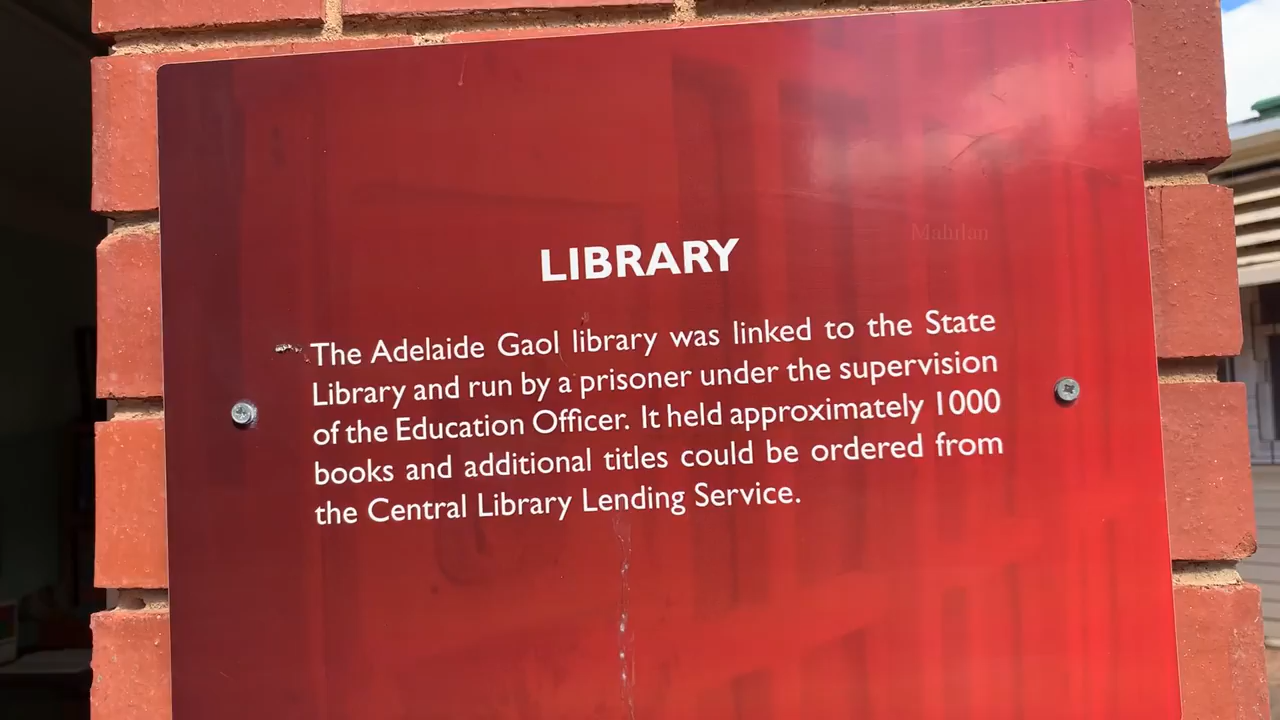 LIBRARY
The Adelaide Gaol library was linked to the State
Library and run by a prisoner under the supervision
of the Education Officer. It held approximately 1000
books and additional titles could be ordered from
the Central Library Lending Service.